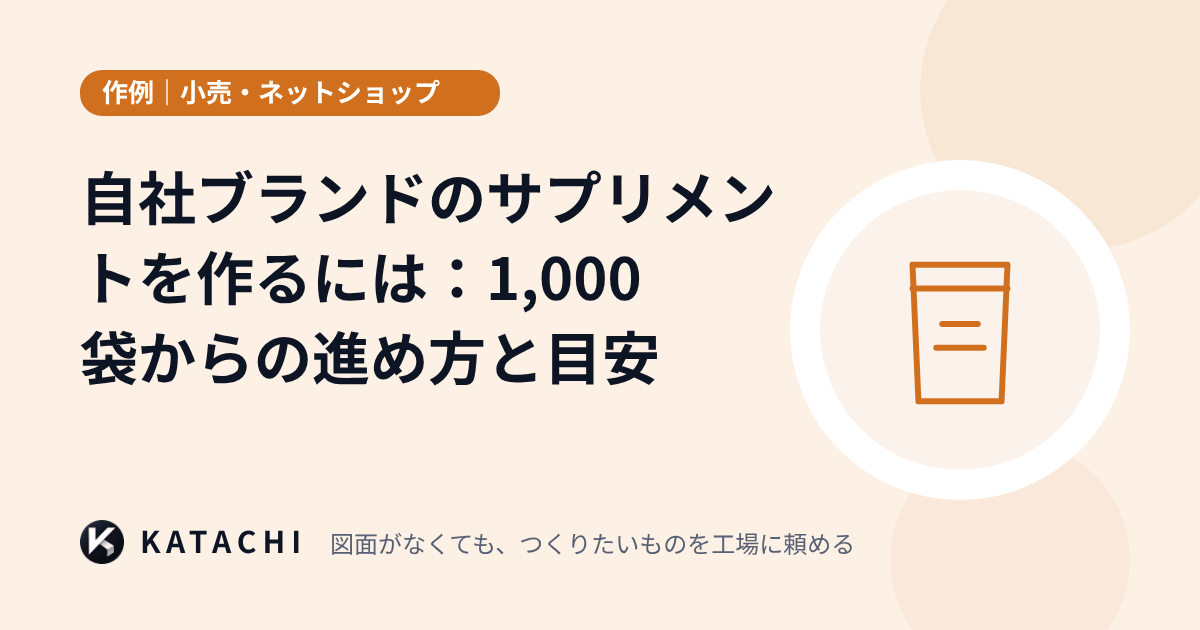 作例｜小売・ネットショップ
自社ブランドのサプリメン
トを作るには：1,000
袋からの進め方と目安
KATACHI 図面がなくても、つくりたいものを工場に頼める